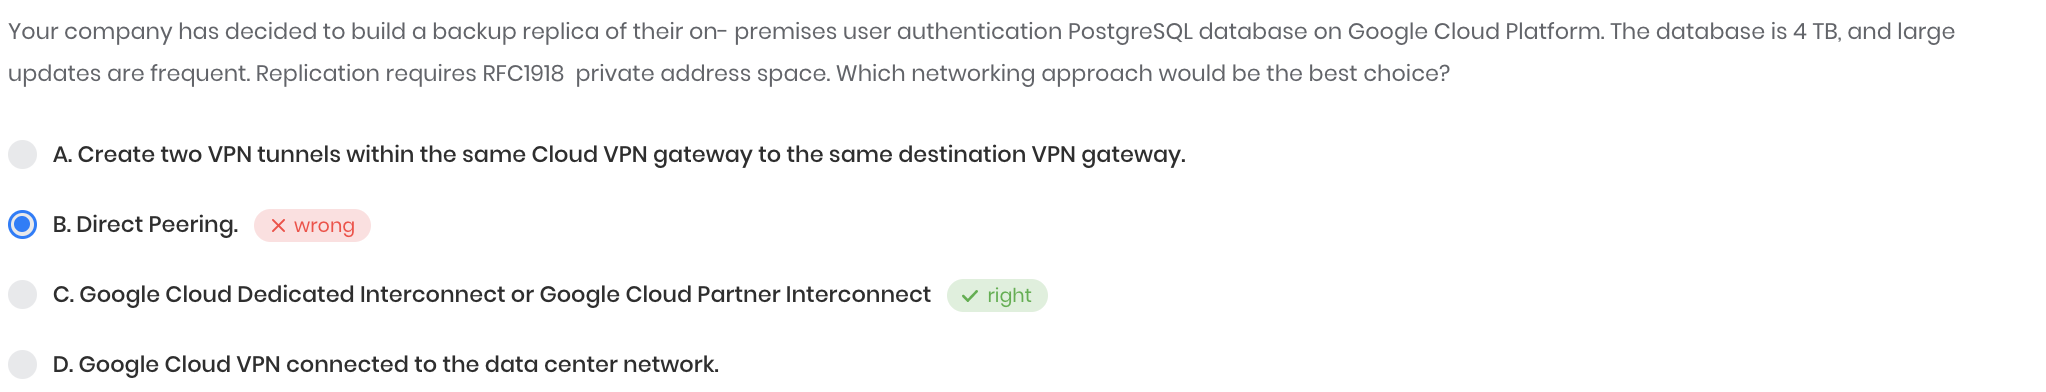 Your company has decided to build a backup replica of their on- premises user authentication PostgreSQL database on Google Cloud Platform. The database is 4 TB, and large
updates are frequent. Replication requires RFC1918  private address space. Which networking approach would be the best choice?
A. Create two VPN tunnels within the same Cloud VPN gateway to the same destination VPN gateway.
B. Direct Peering. × wrong
C. Google Cloud Dedicated Interconnect or Google Cloud Partner Interconnect ✓ right
D. Google Cloud VPN connected to the data center network.